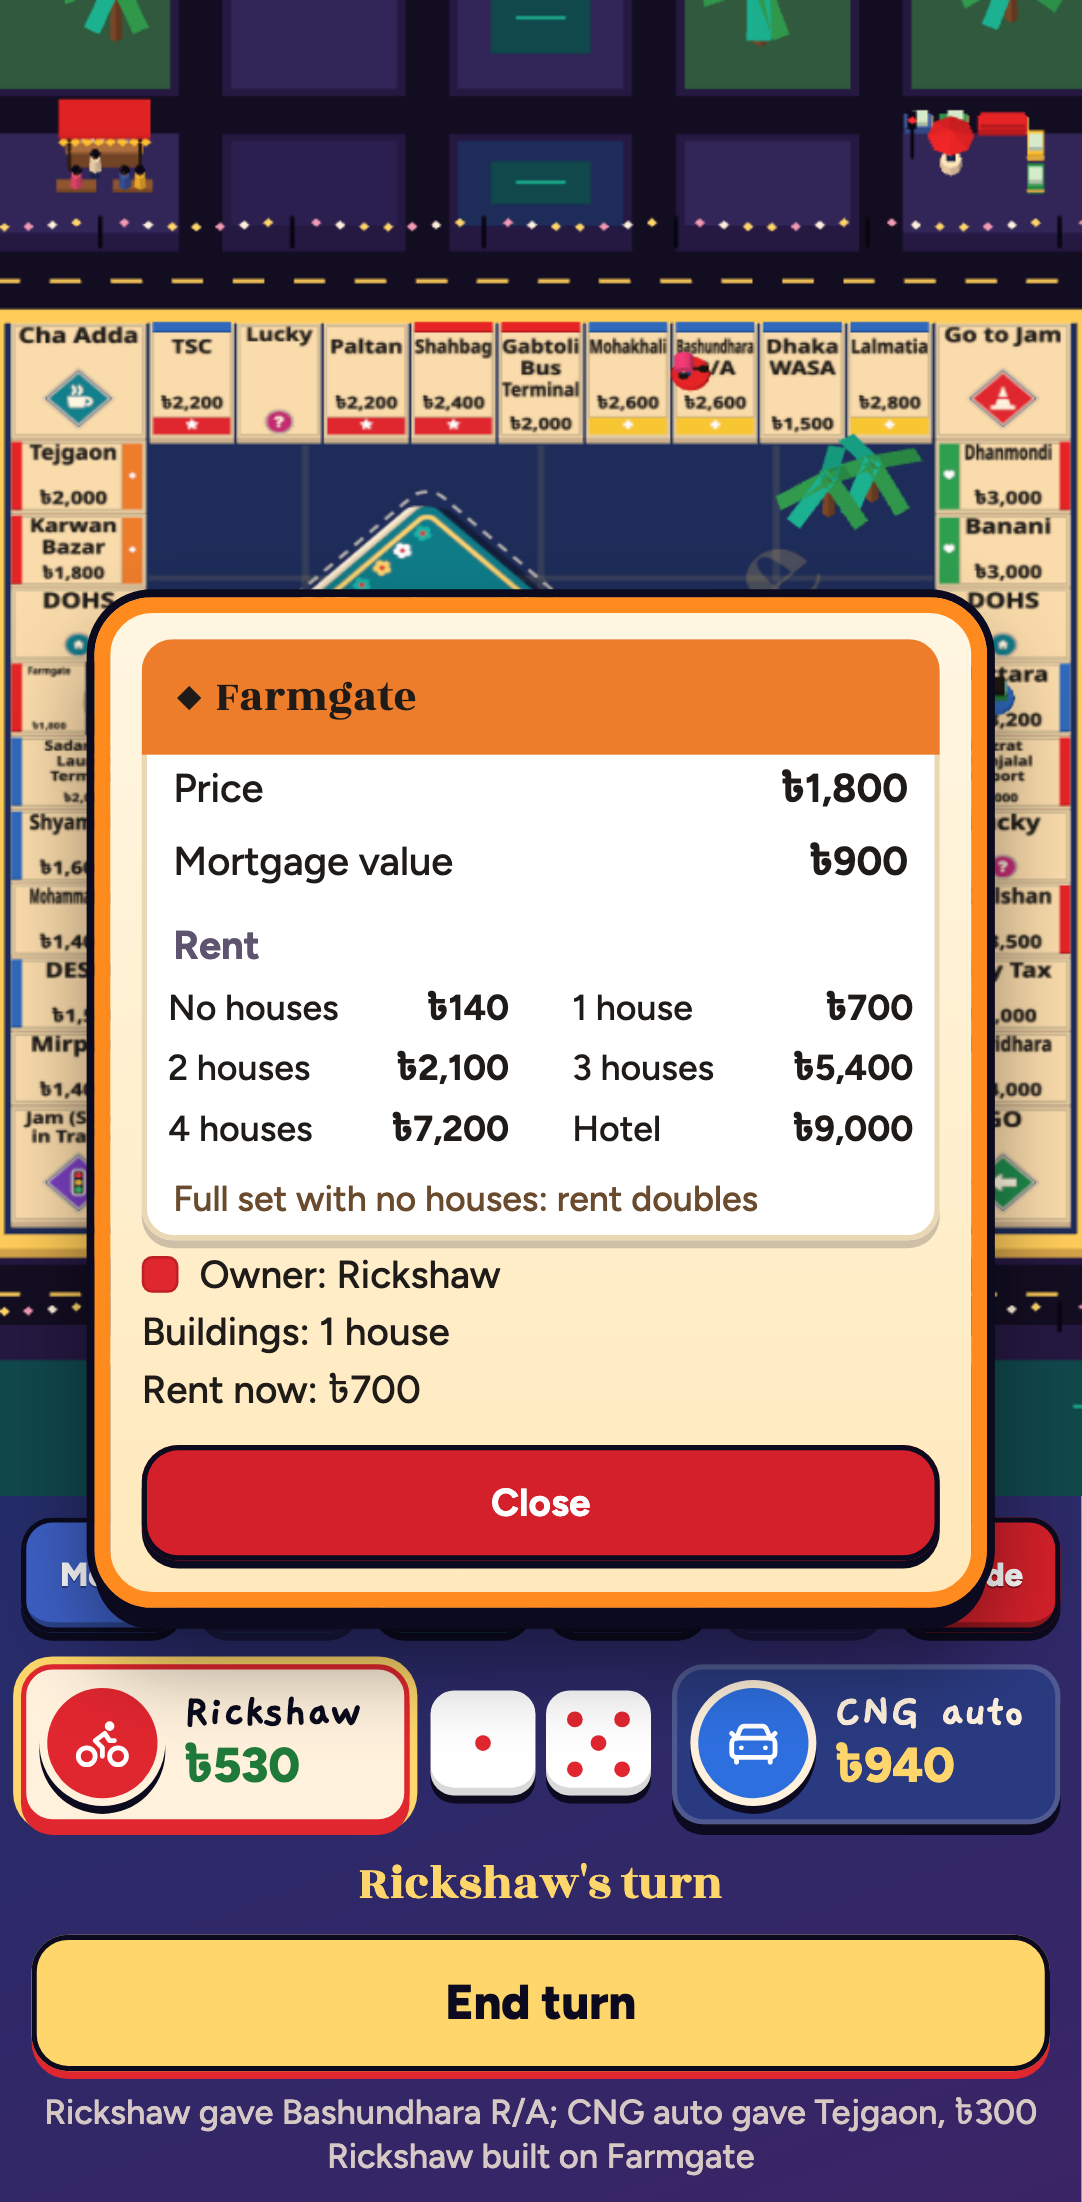 Cha Adda
TSC
৳2,200
Lucky
?
Paltan
৳2,200
Shahbag
৳2,400
Gabtoli
Bus
Terminal
৳2,000
Mohakhali
৳2,600
Bashundhara
/A
৳2,600
Dhaka
WASA
৳1,500
Lalmatia
৳2,800
Go to Jam
Tejgaon
৳2,000
Karwan
Bazar
৳1,800
DOHS
Farmgate
৳1,800
Dhanmondi
৳3,000
Banani
৳3,000
DOHS
◆ Farmgate
Price ৳1,800
Mortgage value ৳900
Rent
No houses ৳140 1 house ৳700
2 houses ৳2,100 3 houses ৳5,400
4 houses ৳7,200 Hotel ৳9,000
Full set with no houses: rent doubles
Owner: Rickshaw
Buildings: 1 house
Rent now: ৳700
Close
Rickshaw
৳530
CNG auto
৳940
Rickshaw's turn
End turn
Rickshaw gave Bashundhara R/A; CNG auto gave Tejgaon, ৳300
Rickshaw built on Farmgate